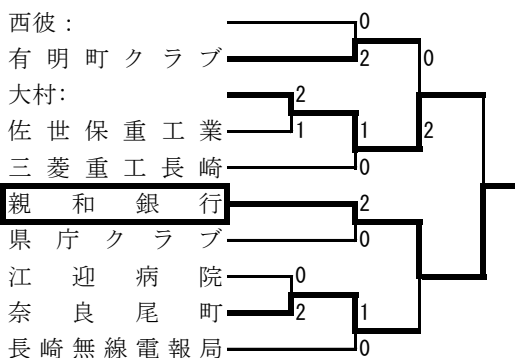 西彼： 0
有明町クラブ 2 0
大村： 2
佐世保重工業 1 1 2
三菱重工長崎 0
親和銀行 2
県庁クラブ 0
江迎病院 0
奈良尾町 2 1
長崎無線電報局 0